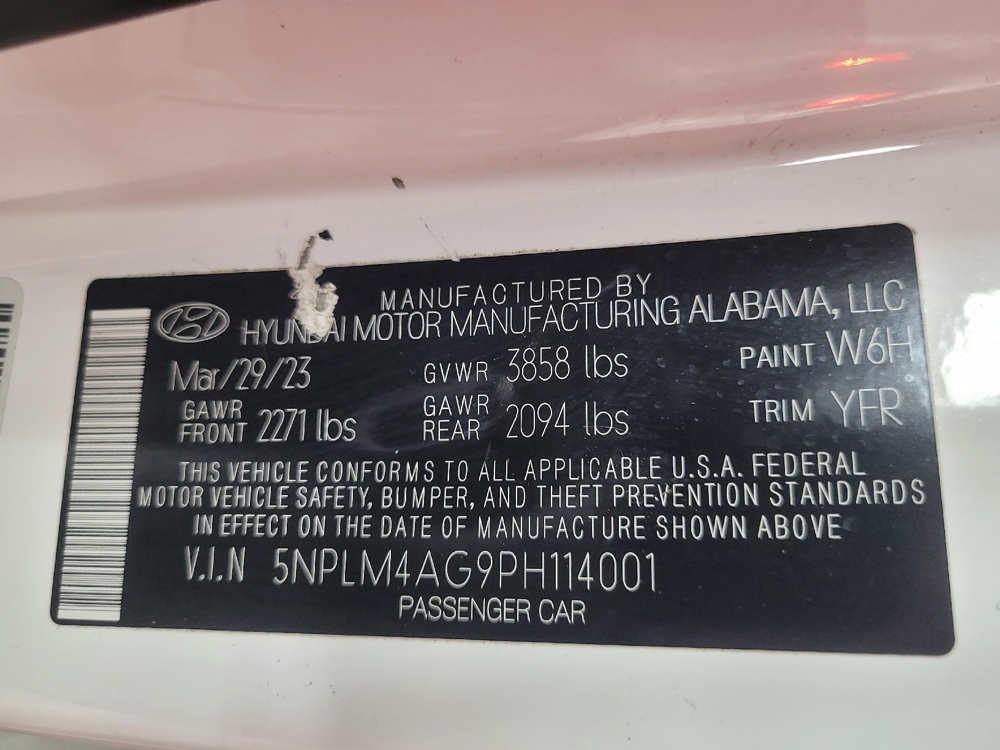 MANUFACTURED BY
HYUNDAI MOTOR MANUFACTURING ALABAMA, LLC
Mar/29/23 GVWR 3858 lbs PAINT W6H
GAWR FRONT 2271 lbs GAWR REAR 2094 lbs TRIM YFR
THIS VEHICLE CONFORMS TO ALL APPLICABLE U.S.A. FEDERAL
MOTOR VEHICLE SAFETY, BUMPER, AND THEFT PREVENTION STANDARDS
IN EFFECT ON THE DATE OF MANUFACTURE SHOWN ABOVE
V.I.N 5NPLM4AG9PH114001
PASSENGER CAR